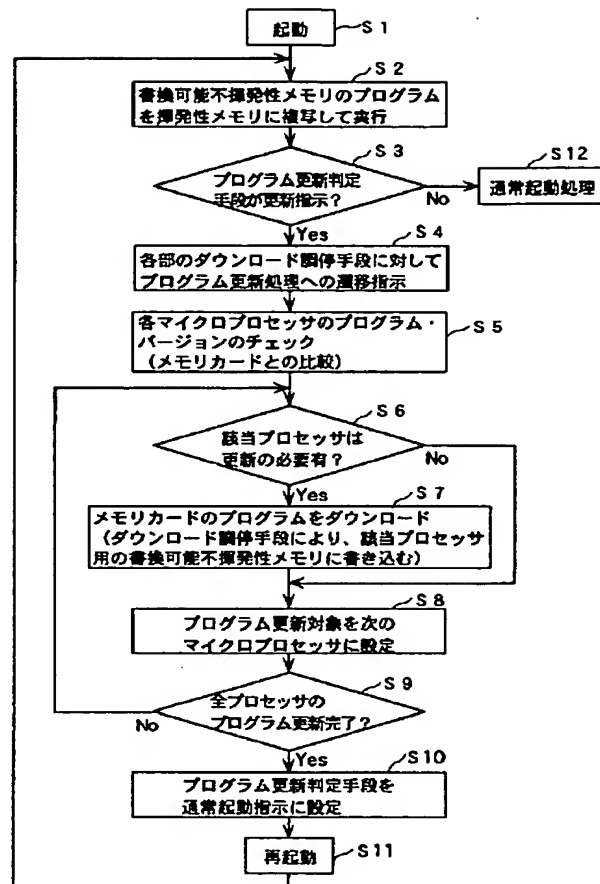 起動
S1
S2
書換可能不揮発性メモリのプログラム
を揮発性メモリに複写して実行
S3
プログラム更新判定
手段が更新指示?
No
S12
通常起動処理
Yes
S4
各部のダウンロード調停手段に対して
プログラム更新処理への遷移指示
各マイクロプロセッサのプログラム・
バージョンのチェック
(メモリカードとの比較)
S5
S6
該当プロセッサは
更新の必要有?
No
Yes
S7
メモリカードのプログラムをダウンロード
(ダウンロード調停手段により、該当プロセッサ
用の書換可能不揮発性メモリに書き込む)
S8
プログラム更新対象を次の
マイクロプロセッサに設定
S9
全プロセッサの
プログラム更新完了?
No
Yes
S10
プログラム更新判定手段を
通常起動指示に設定
再起動
S11